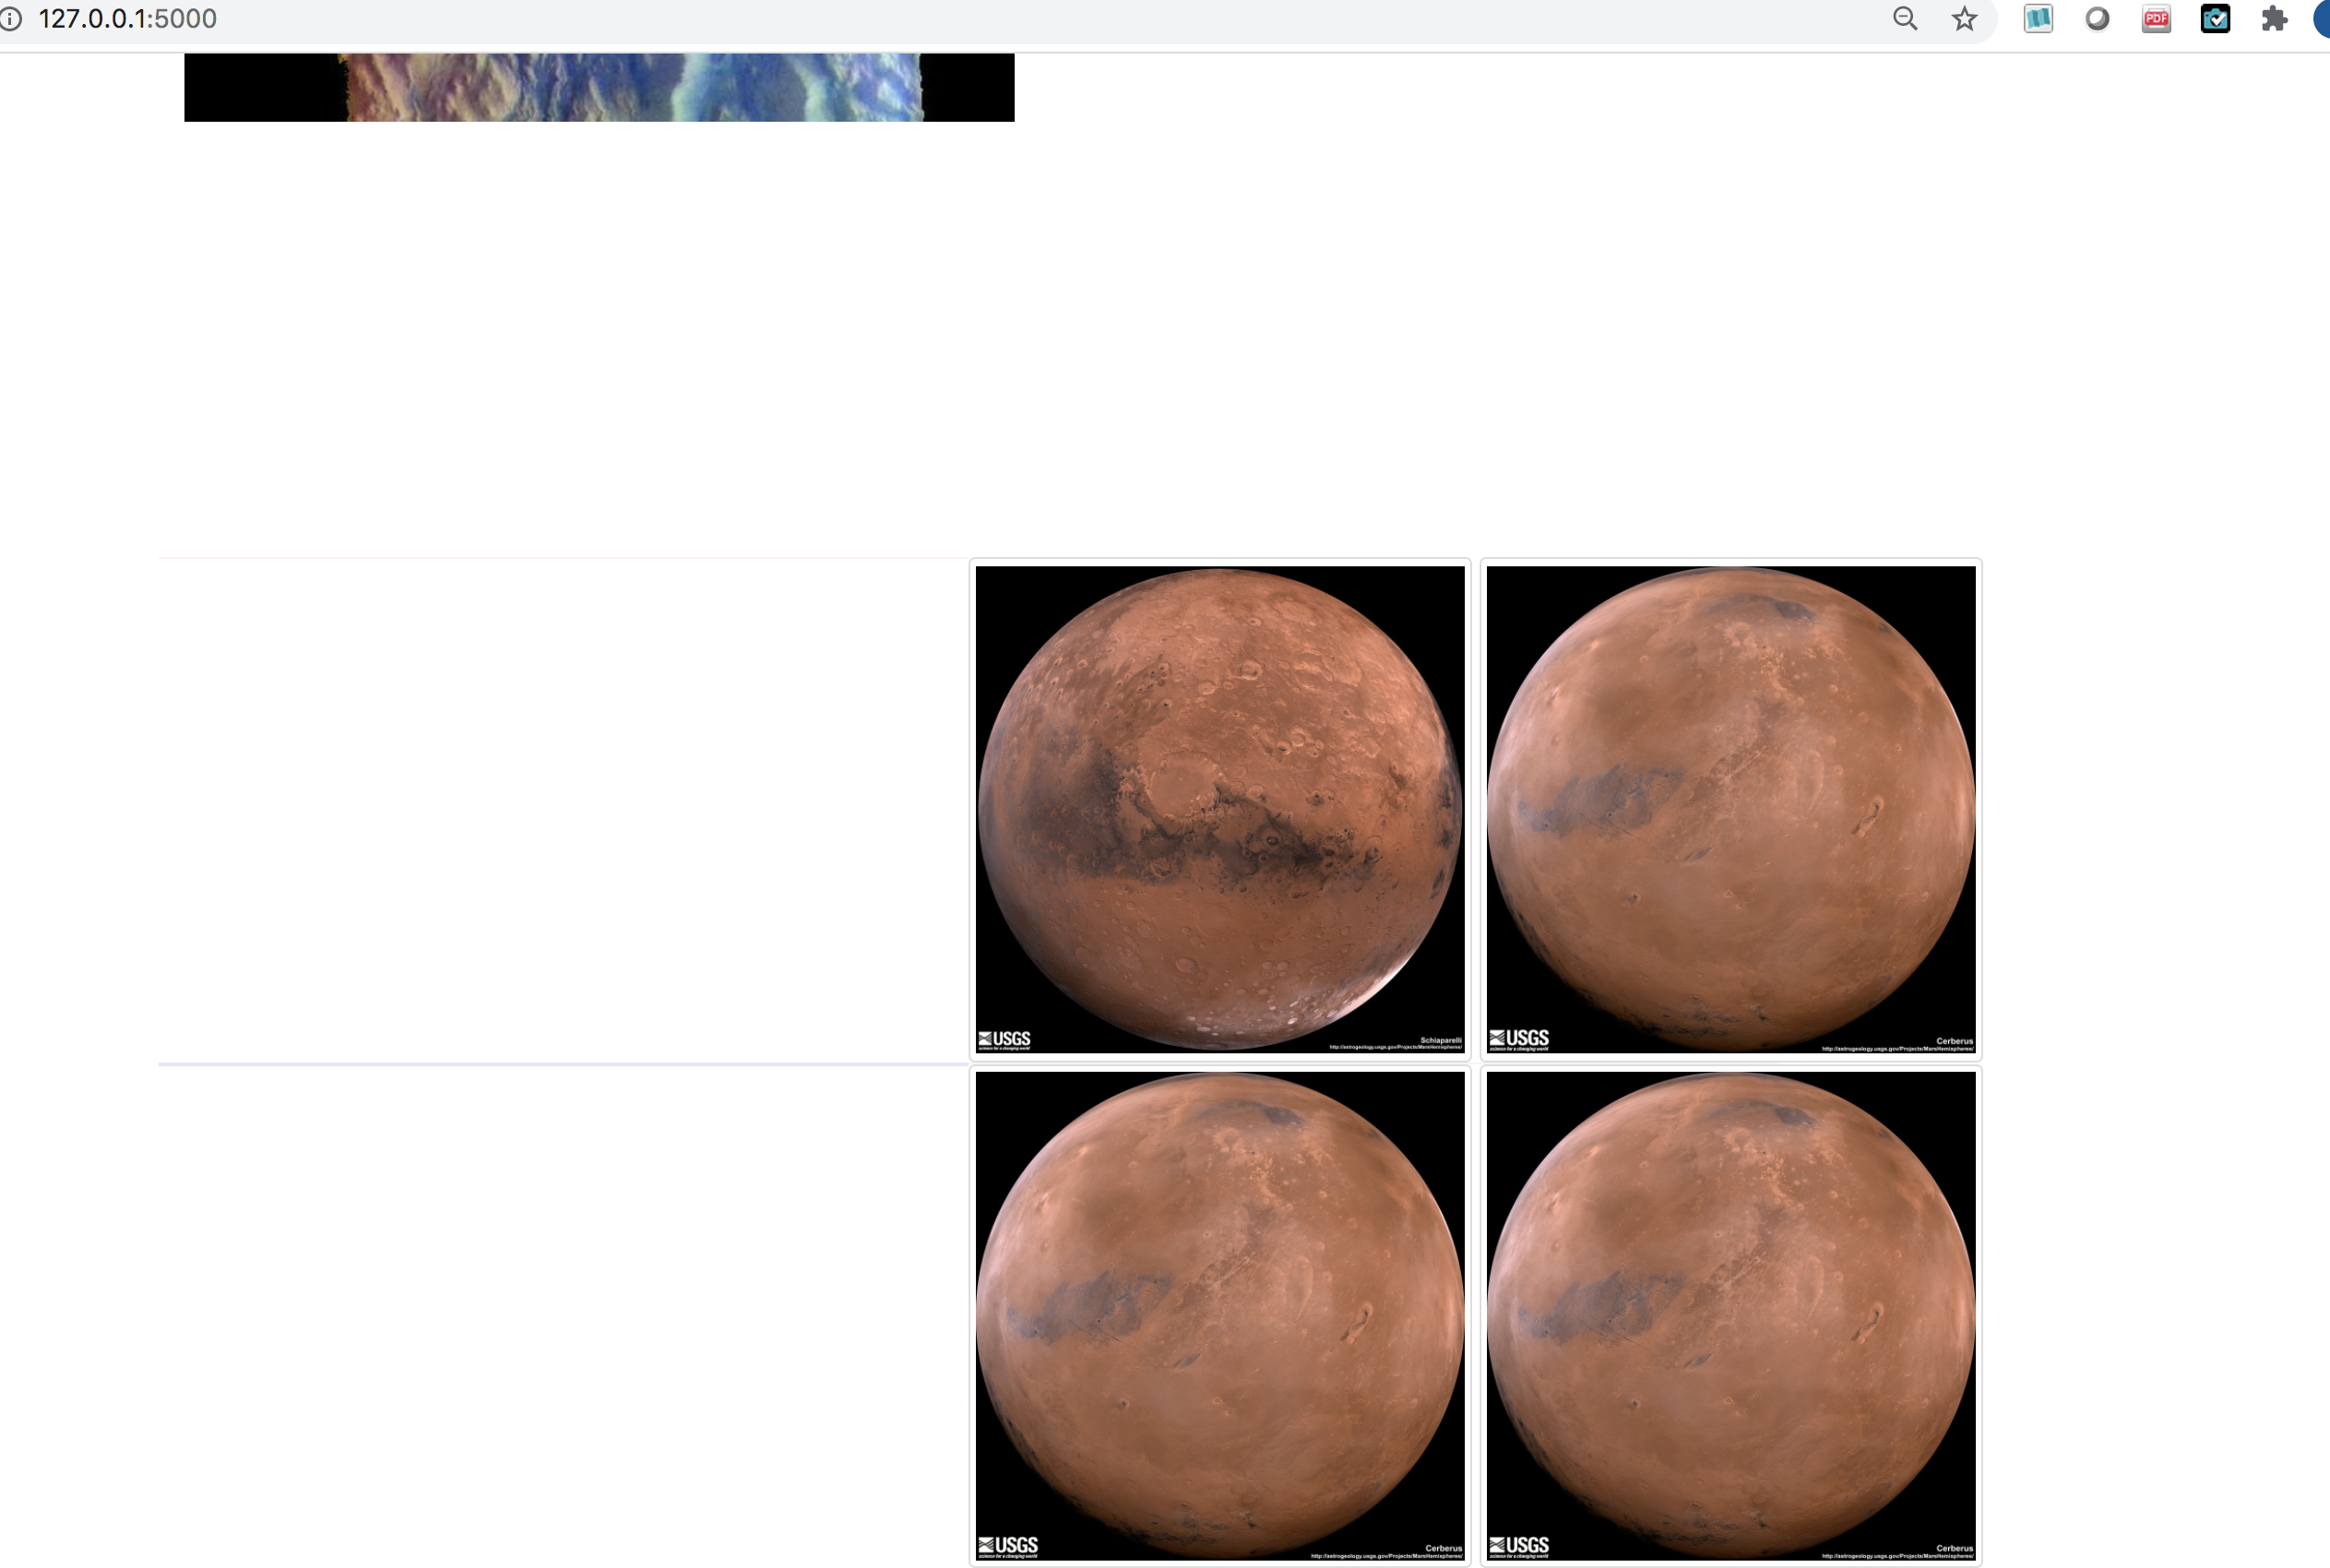 127.0.0.1:5000
PDF
USGS
science for a changing world
Schiaparelli
http://astrogeology.usgs.gov/Projects/MarsHemispheres/
USGS
science for a changing world
Cerberus
http://astrogeology.usgs.gov/Projects/MarsHemispheres/
USGS
science for a changing world
Cerberus
http://astrogeology.usgs.gov/Projects/MarsHemispheres/
USGS
science for a changing world
Cerberus
http://astrogeology.usgs.gov/Projects/MarsHemispheres/